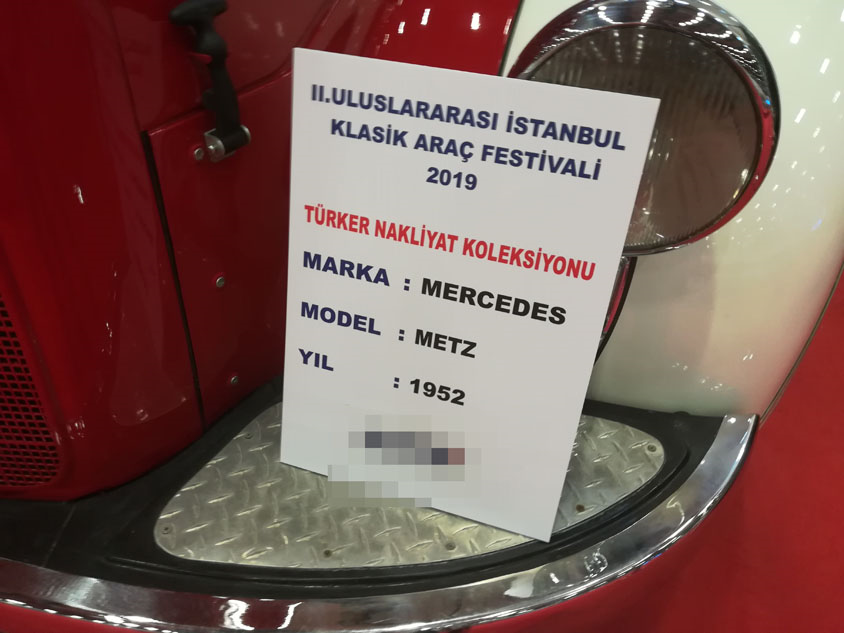 II.ULUSLARARASI İSTANBUL
KLASİK ARAÇ FESTİVALİ
2019
TÜRKER NAKLİYAT KOLEKSİYONU
MARKA : MERCEDES
MODEL : METZ
YIL : 1952